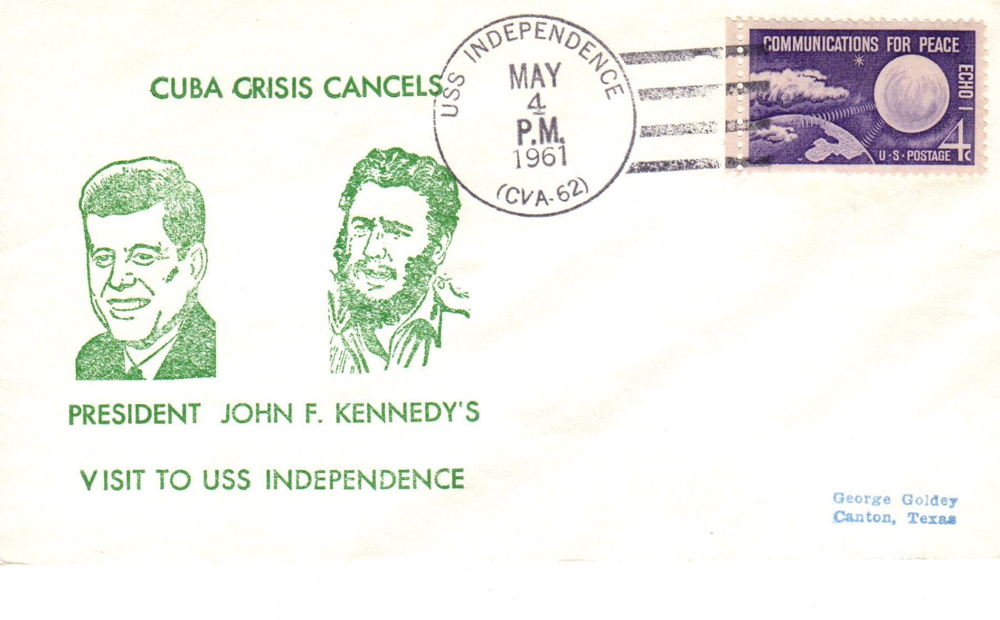 CUBA CRISIS CANCELS
PRESIDENT JOHN F. KENNEDY'S
VISIT TO USS INDEPENDENCE
USS INDEPENDENCE
MAY
4
P.M.
1961
(CVA-62)
COMMUNICATIONS FOR PEACE
ECHO I
U·S·POSTAGE 4c
George Goldey
Canton, Texas